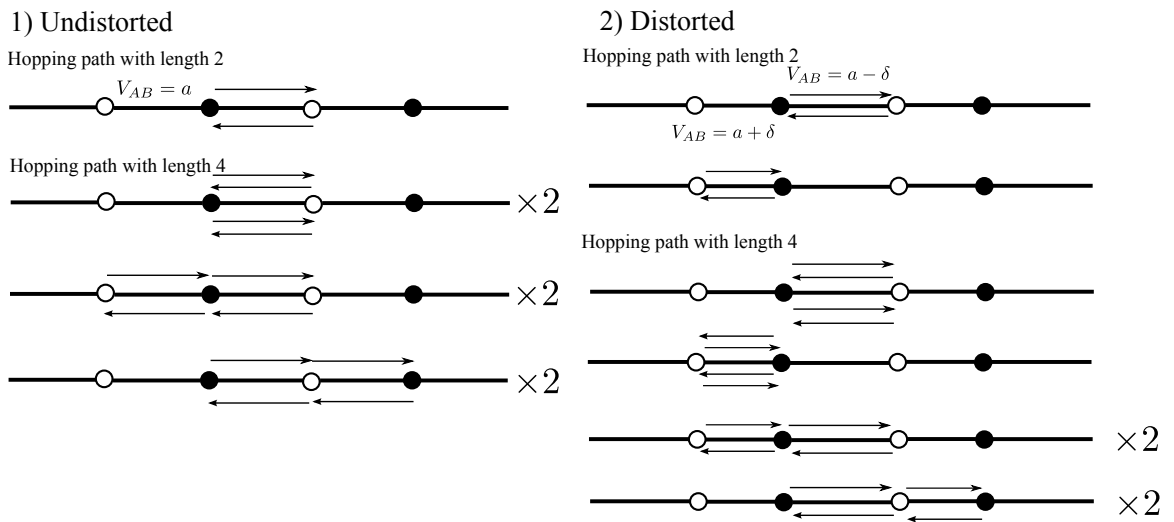 1) Undistorted
Hopping path with length 2
V_{AB} = a
Hopping path with length 4
×2
×2
×2
2) Distorted
Hopping path with length 2
V_{AB} = a − δ
V_{AB} = a + δ
Hopping path with length 4
×2
×2